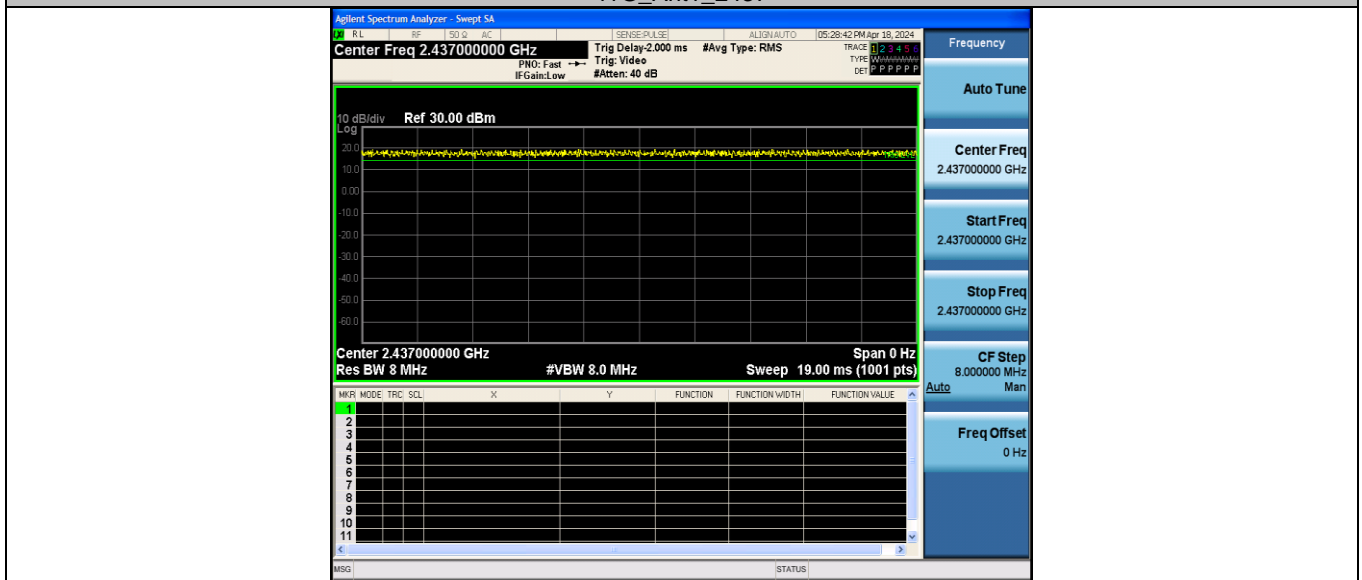 Agilent Spectrum Analyzer - Swept SA
RL RF 50 Ω AC SENSE:PULSE ALIGNAUTO 05:28:42 PM Apr 18, 2024
Center Freq 2.437000000 GHz
PNO: Fast
IFGain:Low
Trig Delay-2.000 ms
Trig: Video
#Atten: 40 dB
#Avg Type: RMS
TRACE 1 2 3 4 5 6
TYPE W
DET P P P P P P
10 dB/div
Log
Ref 30.00 dBm
20.0
10.0
0.00
-10.0
-20.0
-30.0
-40.0
-50.0
-60.0
Center 2.437000000 GHz
Span 0 Hz
Res BW 8 MHz
#VBW 8.0 MHz
Sweep 19.00 ms (1001 pts)
MKR MODE TRC SCL X Y FUNCTION FUNCTION WIDTH FUNCTION VALUE
1
2
3
4
5
6
7
8
9
10
11
MSG
STATUS
Frequency
Auto Tune
Center Freq
2.437000000 GHz
Start Freq
2.437000000 GHz
Stop Freq
2.437000000 GHz
CF Step
8.000000 MHz
Auto Man
Freq Offset
0 Hz